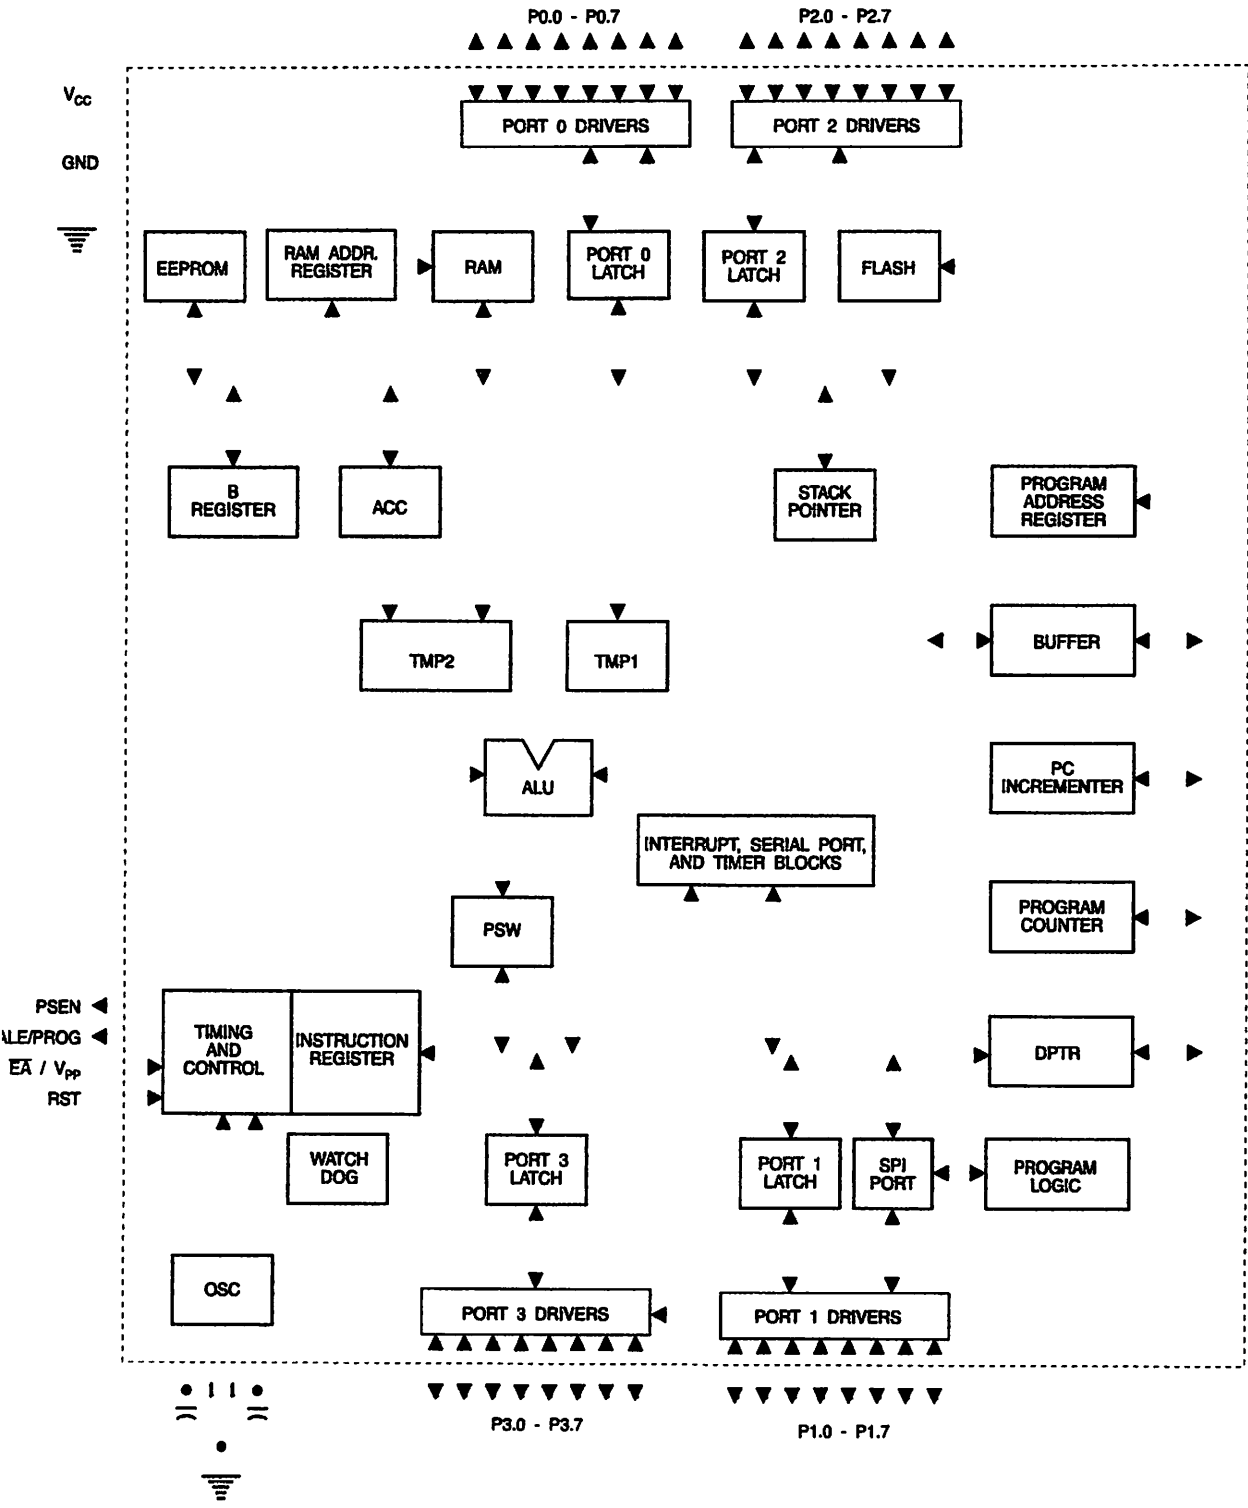 P0.0 - P0.7
P2.0 - P2.7
VCC
PORT 0 DRIVERS
PORT 2 DRIVERS
GND
EEPROM
RAM ADDR.
REGISTER
RAM
PORT 0
LATCH
PORT 2
LATCH
FLASH
B
REGISTER
ACC
STACK
POINTER
PROGRAM
ADDRESS
REGISTER
TMP2
TMP1
BUFFER
ALU
PC
INCREMENTER
INTERRUPT, SERIAL PORT,
AND TIMER BLOCKS
PSW
PROGRAM
COUNTER
PSEN
ALE/PROG
EA / VPP
RST
TIMING
AND
CONTROL
INSTRUCTION
REGISTER
DPTR
WATCH
DOG
PORT 3
LATCH
PORT 1
LATCH
SPI
PORT
PROGRAM
LOGIC
OSC
PORT 3 DRIVERS
PORT 1 DRIVERS
P3.0 - P3.7
P1.0 - P1.7